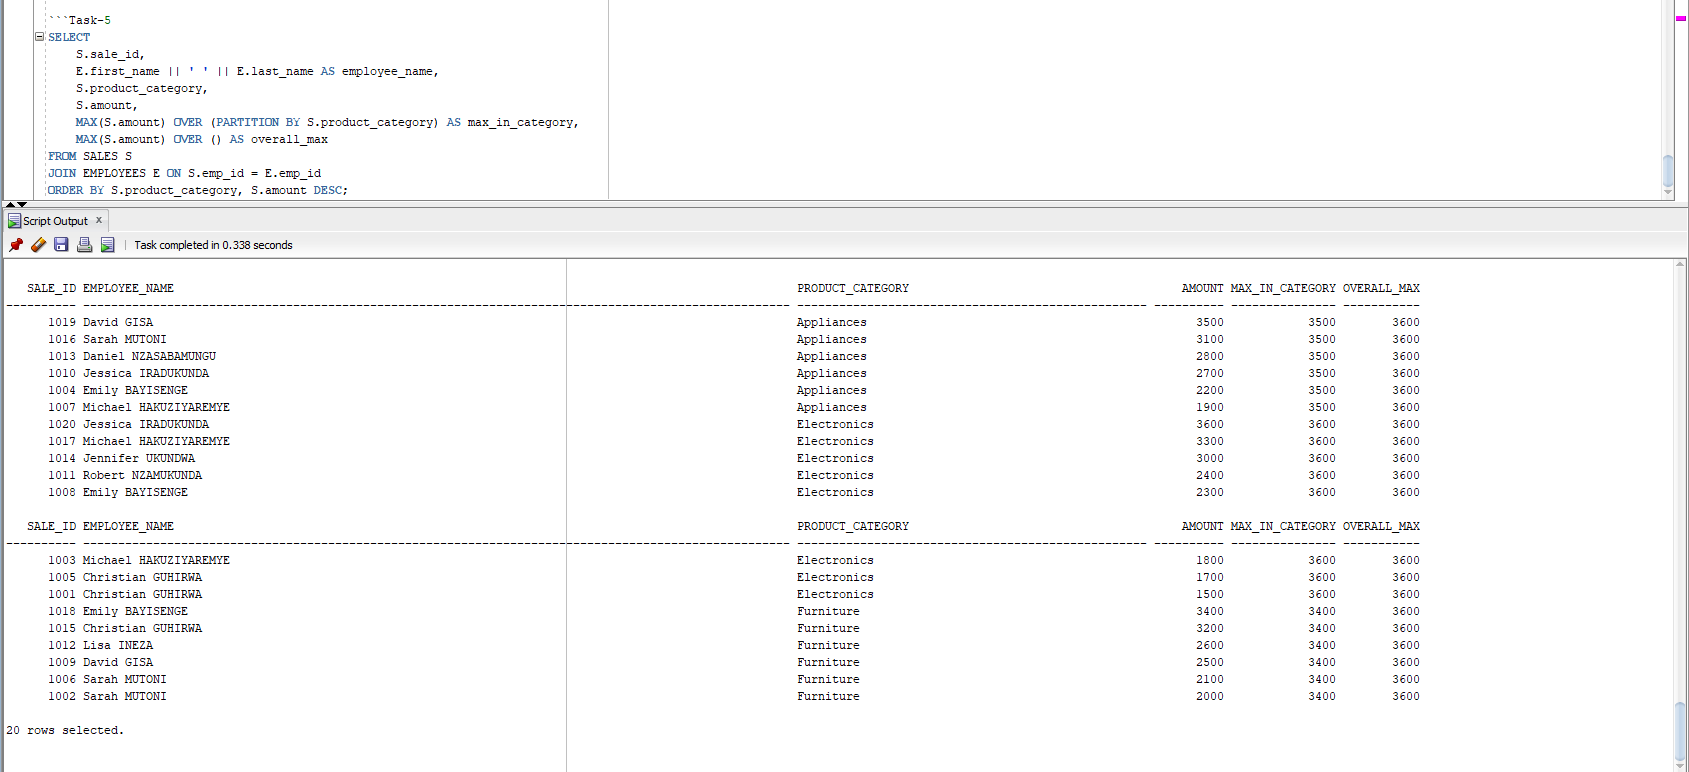 ```Task-5
SELECT
    S.sale_id,
    E.first_name || ' ' || E.last_name AS employee_name,
    S.product_category,
    S.amount,
    MAX(S.amount) OVER (PARTITION BY S.product_category) AS max_in_category,
    MAX(S.amount) OVER () AS overall_max
FROM SALES S
JOIN EMPLOYEES E ON S.emp_id = E.emp_id
ORDER BY S.product_category, S.amount DESC;
Script Output x
Task completed in 0.338 seconds
SALE_ID EMPLOYEE_NAME PRODUCT_CATEGORY AMOUNT MAX_IN_CATEGORY OVERALL_MAX
1019 David GISA Appliances 3500 3500 3600
1016 Sarah MUTONI Appliances 3100 3500 3600
1013 Daniel NZASABAMUNGU Appliances 2800 3500 3600
1010 Jessica IRADUKUNDA Appliances 2700 3500 3600
1004 Emily BAYISENGE Appliances 2200 3500 3600
1007 Michael HAKUZIYAREMYE Appliances 1900 3500 3600
1020 Jessica IRADUKUNDA Electronics 3600 3600 3600
1017 Michael HAKUZIYAREMYE Electronics 3300 3600 3600
1014 Jennifer UKUNDWA Electronics 3000 3600 3600
1011 Robert NZAMUKUNDA Electronics 2400 3600 3600
1008 Emily BAYISENGE Electronics 2300 3600 3600
SALE_ID EMPLOYEE_NAME PRODUCT_CATEGORY AMOUNT MAX_IN_CATEGORY OVERALL_MAX
1003 Michael HAKUZIYAREMYE Electronics 1800 3600 3600
1005 Christian GUHIRWA Electronics 1700 3600 3600
1001 Christian GUHIRWA Electronics 1500 3600 3600
1018 Emily BAYISENGE Furniture 3400 3400 3600
1015 Christian GUHIRWA Furniture 3200 3400 3600
1012 Lisa INEZA Furniture 2600 3400 3600
1009 David GISA Furniture 2500 3400 3600
1006 Sarah MUTONI Furniture 2100 3400 3600
1002 Sarah MUTONI Furniture 2000 3400 3600
20 rows selected.